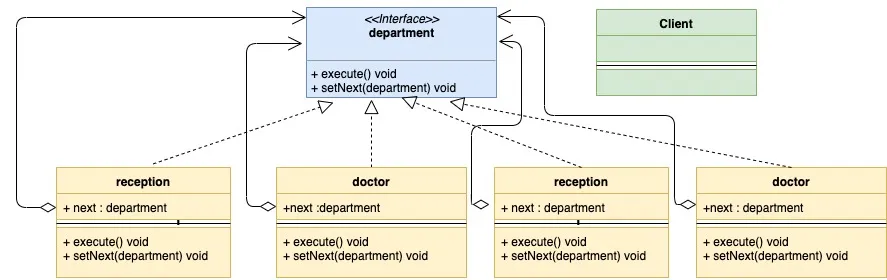 <<Interface>>
department
+ execute() void
+ setNext(department) void
Client
reception
+ next : department
+ execute() void
+ setNext(department) void
doctor
+next :department
+ execute() void
+ setNext(department) void
reception
+ next : department
+ execute() void
+ setNext(department) void
doctor
+next : department
+ execute() void
+ setNext(department) void